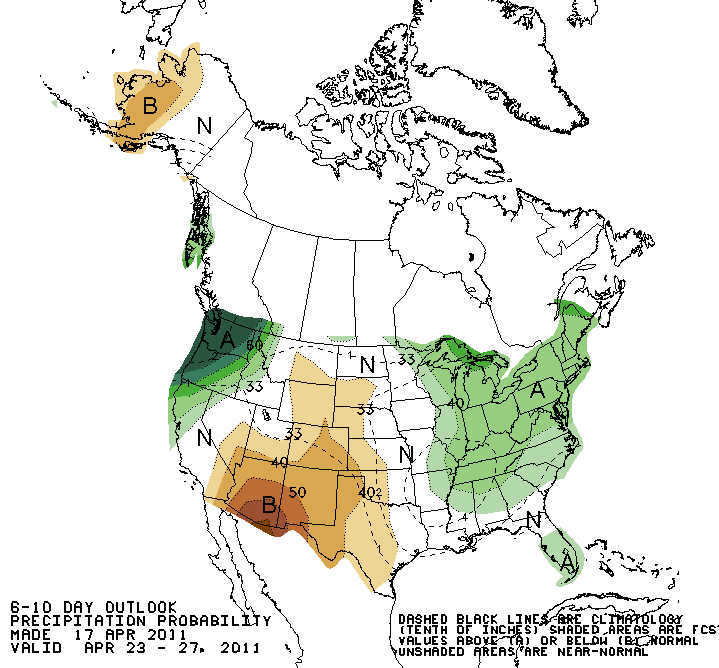 B
N
A
60
N
33
33
40
A
33
N
33
N
40
50
40
2
B
N
A
6-10 DAY OUTLOOK
PRECIPITATION PROBABILITY
MADE 17 APR 2011
VALID APR 23 - 27, 2011
DASHED BLACK LINES ARE CLIMATOLOGY
(TENTH OF INCHES) SHADED AREAS ARE FCST
VALUES ABOVE (A) OR BELOW (B) NORMAL
UNSHADED AREAS ARE NEAR-NORMAL